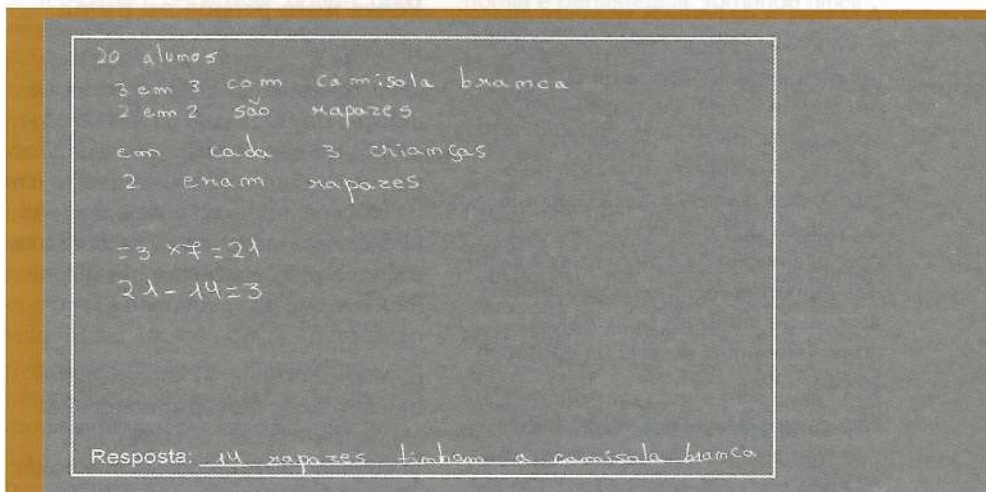 20 alunos
3 em 3 com camisola branca
2 em 2 são rapazes
em cada 3 crianças
2 eram rapazes
=3 x7=21
21-14=3
Resposta: 14 rapazes tinham a camisola branca